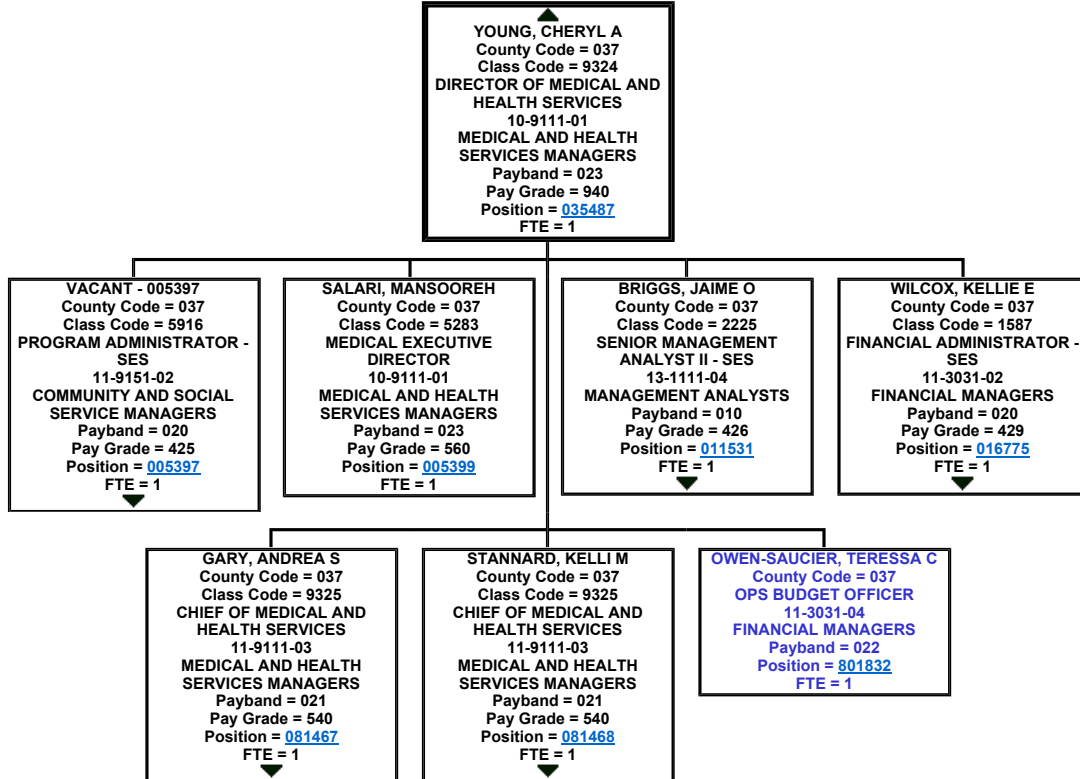 YOUNG, CHERYL A
County Code = 037
Class Code = 9324
DIRECTOR OF MEDICAL AND
HEALTH SERVICES
10-9111-01
MEDICAL AND HEALTH
SERVICES MANAGERS
Payband = 023
Pay Grade = 940
Position = 035487
FTE = 1
VACANT - 005397
County Code = 037
Class Code = 5916
PROGRAM ADMINISTRATOR -
SES
11-9151-02
COMMUNITY AND SOCIAL
SERVICE MANAGERS
Payband = 020
Pay Grade = 425
Position = 005397
FTE = 1
SALARI, MANSOOREH
County Code = 037
Class Code = 5283
MEDICAL EXECUTIVE
DIRECTOR
10-9111-01
MEDICAL AND HEALTH
SERVICES MANAGERS
Payband = 023
Pay Grade = 560
Position = 005399
FTE = 1
BRIGGS, JAIME O
County Code = 037
Class Code = 2225
SENIOR MANAGEMENT
ANALYST II - SES
13-1111-04
MANAGEMENT ANALYSTS
Payband = 010
Pay Grade = 426
Position = 011531
FTE = 1
WILCOX, KELLIE E
County Code = 037
Class Code = 1587
FINANCIAL ADMINISTRATOR -
SES
11-3031-02
FINANCIAL MANAGERS
Payband = 020
Pay Grade = 429
Position = 016775
FTE = 1
GARY, ANDREA S
County Code = 037
Class Code = 9325
CHIEF OF MEDICAL AND
HEALTH SERVICES
11-9111-03
MEDICAL AND HEALTH
SERVICES MANAGERS
Payband = 021
Pay Grade = 540
Position = 081467
FTE = 1
STANNARD, KELLI M
County Code = 037
Class Code = 9325
CHIEF OF MEDICAL AND
HEALTH SERVICES
11-9111-03
MEDICAL AND HEALTH
SERVICES MANAGERS
Payband = 021
Pay Grade = 540
Position = 081468
FTE = 1
OWEN-SAUCIER, TERESSA C
County Code = 037
OPS BUDGET OFFICER
11-3031-04
FINANCIAL MANAGERS
Payband = 022
Position = 801832
FTE = 1